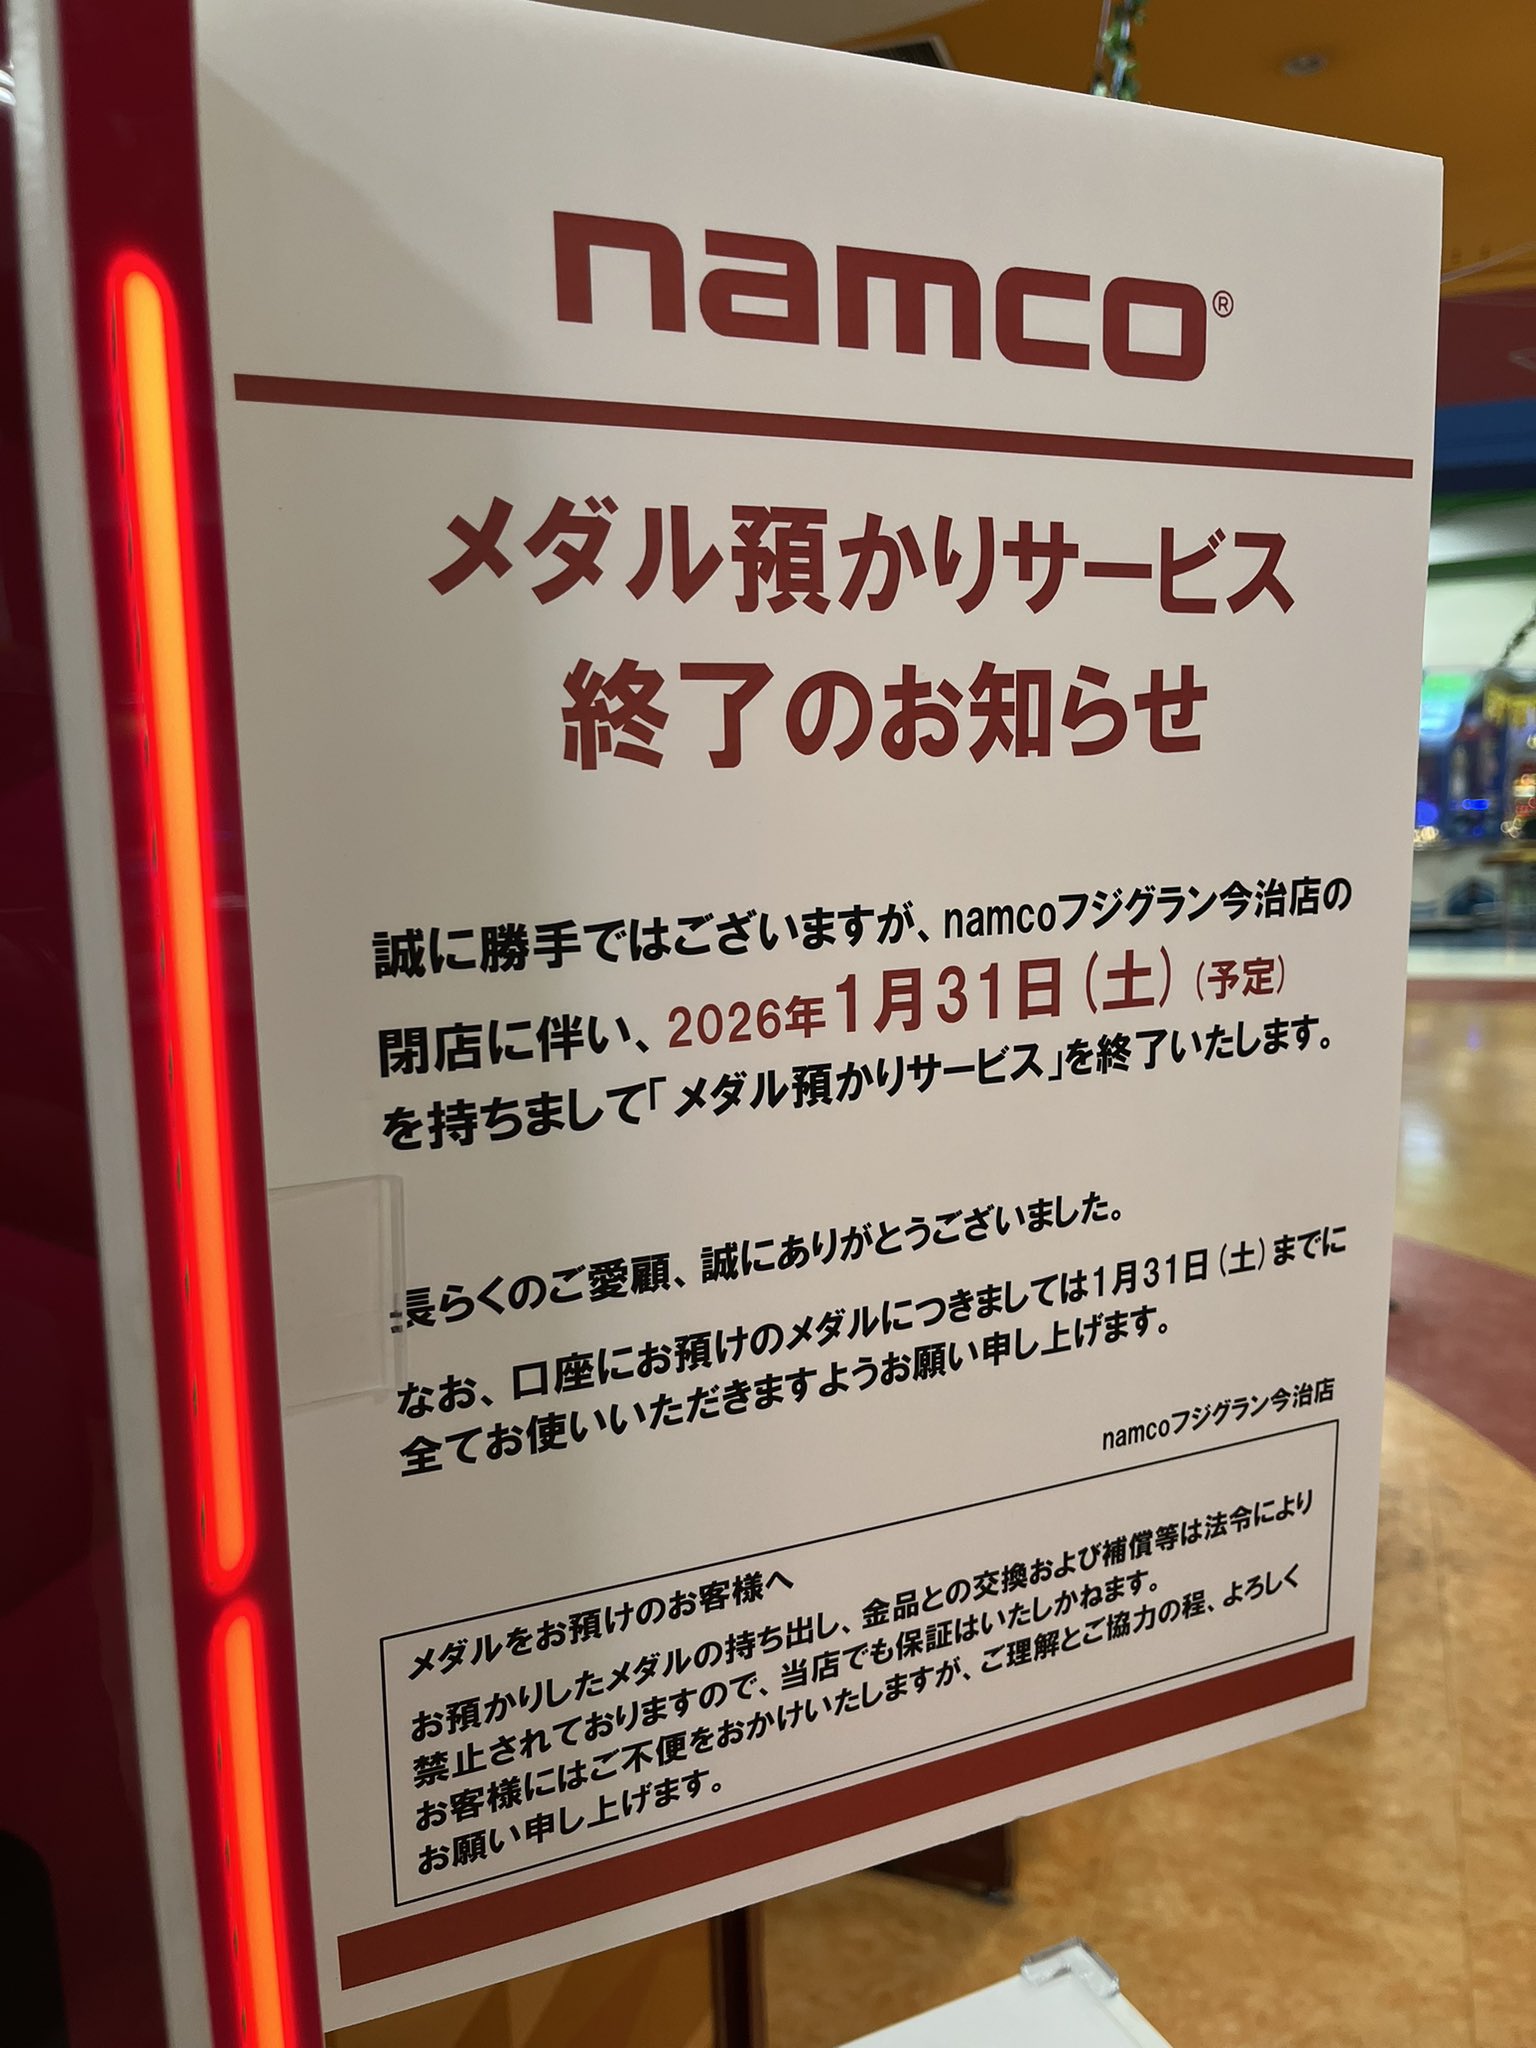 namco®
メダル預かりサービス
終了のお知らせ
誠に勝手ではございますが、namcoフジグラン今治店の
閉店に伴い、2026年1月31日(土)(予定)
を持ちまして「メダル預かりサービス」を終了いたします。
長らくのご愛顧、誠にありがとうございました。
なお、口座にお預けのメダルにつきましては1月31日(土)までに
全てお使いいただきますようお願い申し上げます。
namcoフジグラン今治店
メダルをお預けのお客様へ
お預かりしたメダルの持ち出し、金品との交換および補償等は法令により
禁止されておりますので、当店でも保証はいたしかねます。
お客様にはご不便をおかけいたしますが、ご理解とご協力の程、よろしく
お願い申し上げます。